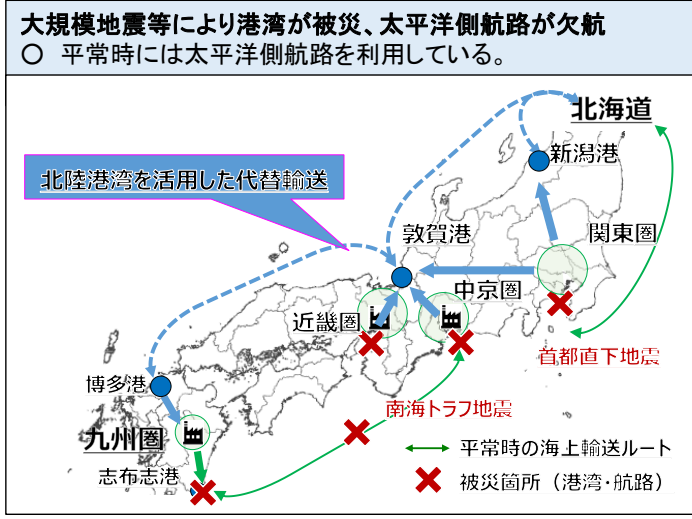 大規模地震等により港湾が被災、太平洋側航路が欠航
○ 平常時には太平洋側航路を利用している。
北海道
新潟港
北陸港湾を活用した代替輸送
敦賀港
関東圏
中京圏
近畿圏
首都直下地震
博多港
南海トラフ地震
九州圏
平常時の海上輸送ルート
志布志港
被災箇所（港湾・航路）